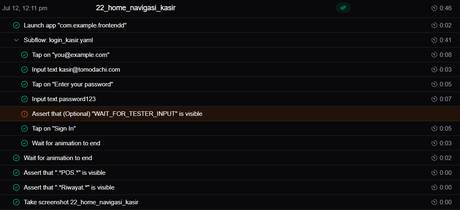 Jul 12, 12:11 pm 22_home_navigasi_kasir 0:46
Launch app "com.example.frontendd" 0:02
Subflow: login_kasir.yaml 0:38
Tap on "you@example.com" 0:08
Input text kasir@tomodachi.com 0:03
Tap on "Enter your password" 0:05
Input text password123 0:07
Assert that (Optional) "WAIT_FOR_TESTER_INPUT" is visible
Tap on "Sign In" 0:05
Wait for animation to end 0:03
Wait for animation to end 0:02
Assert that ".*POS.*" is visible 0:00
Assert that ".*Riwayat.*" is visible 0:00
Take screenshot 22_home_navigasi_kasir 0:00